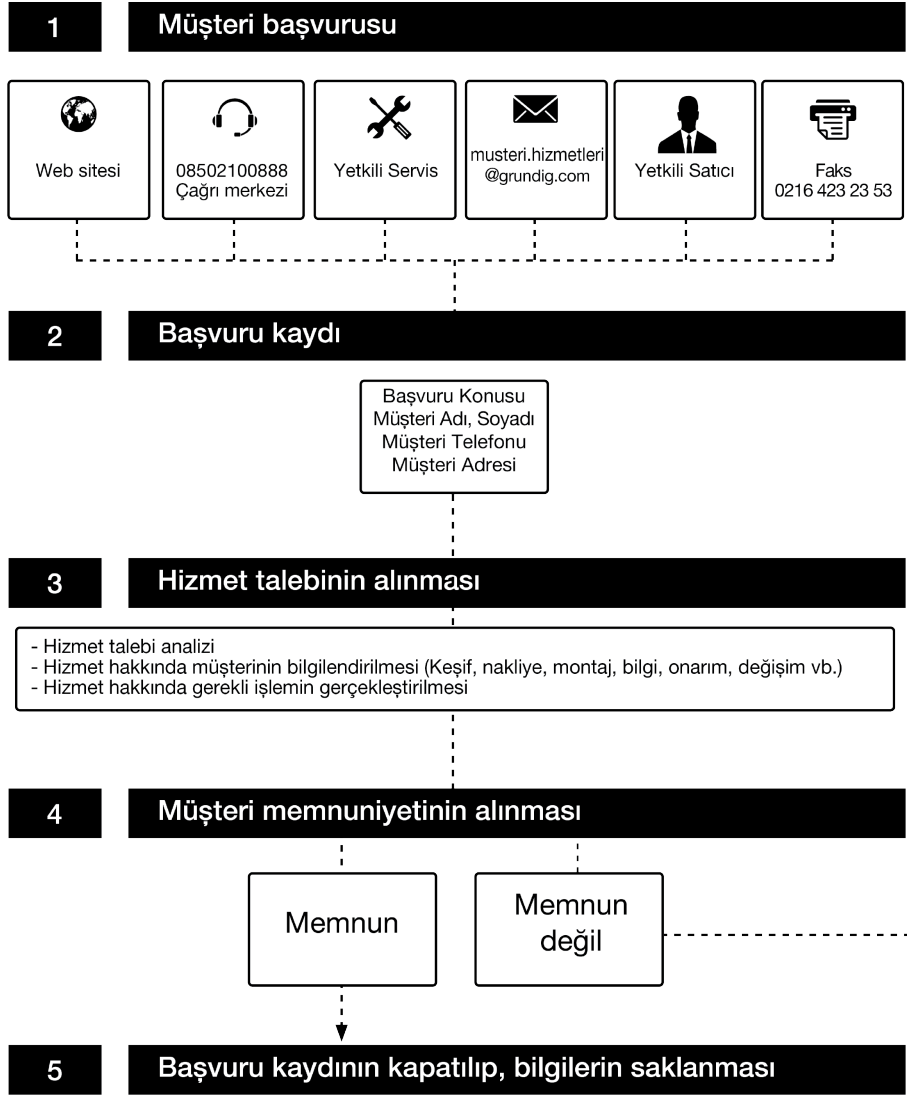 1 Müşteri başvurusu
Web sitesi
08502100888
Çağrı merkezi
Yetkili Servis
musteri.hizmetleri
@grundig.com
Yetkili Satıcı
Faks
0216 423 23 53
2 Başvuru kaydı
Başvuru Konusu
Müşteri Adı, Soyadı
Müşteri Telefonu
Müşteri Adresi
3 Hizmet talebinin alınması
- Hizmet talebi analizi
- Hizmet hakkında müşterinin bilgilendirilmesi (Keşif, nakliye, montaj, bilgi, onarım, değişim vb.)
- Hizmet hakkında gerekli işlemin gerçekleştirilmesi
4 Müşteri memnuniyetinin alınması
Memnun
Memnun
değil
5 Başvuru kaydının kapatılıp, bilgilerin saklanması